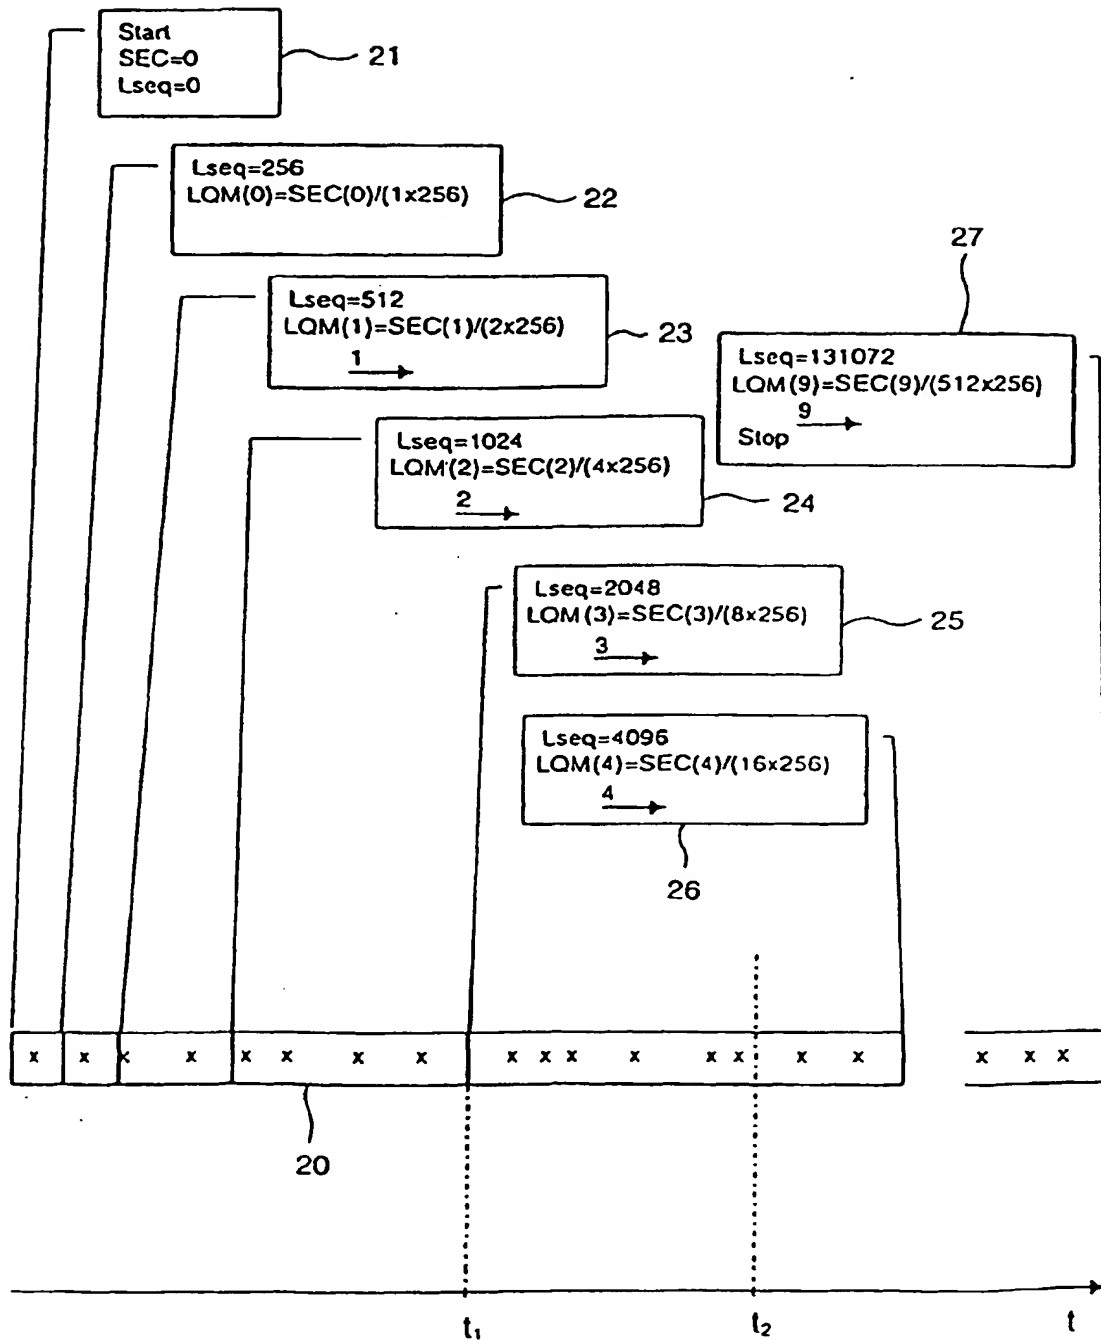 Start
SEC=0
Lseq=0
21
Lseq=256
LQM(0)=SEC(0)/(1x256)
22
Lseq=512
LQM(1)=SEC(1)/(2x256)
1
23
27
Lseq=131072
LQM(9)=SEC(9)/(512x256)
9
Stop
Lseq=1024
LQM(2)=SEC(2)/(4x256)
2
24
Lseq=2048
LQM(3)=SEC(3)/(8x256)
3
25
Lseq=4096
LQM(4)=SEC(4)/(16x256)
4
26
x x x x x x x x x x x x x x x x x x x
20
t₁ t₂ t